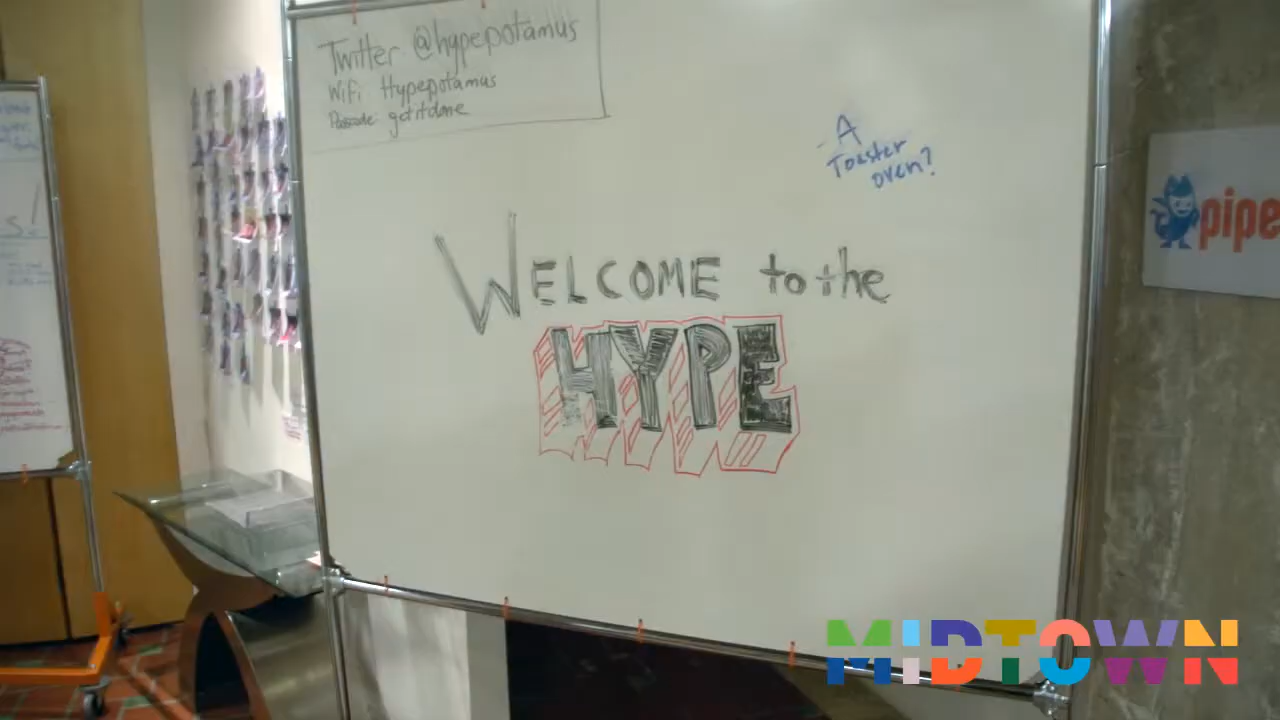 Twitter @hypepotamus
Wifi Hypepotamus
Passcode: getitdone
A
Toaster
oven?
WELCOME to the
HYPE
pipe
MIDTOWN